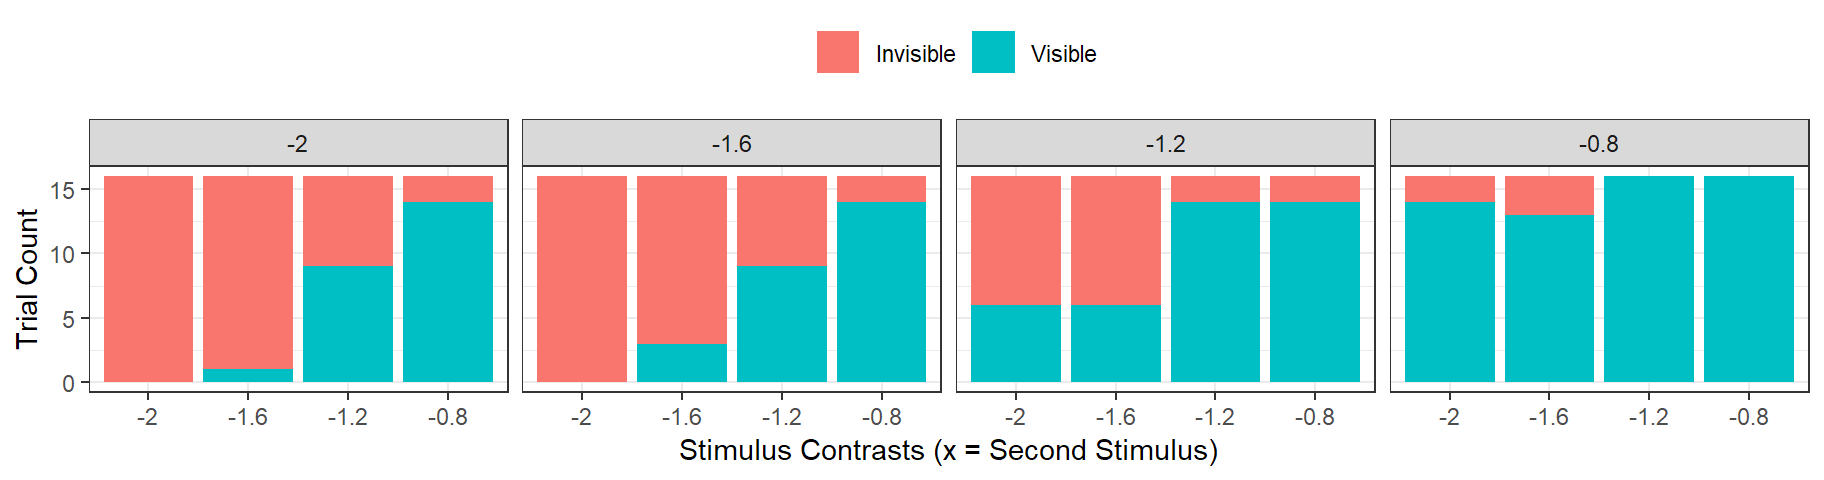 Invisible Visible
-2 -1.6 -1.2 -0.8
Trial Count
15
10
5
0
-2 -1.6 -1.2 -0.8 -2 -1.6 -1.2 -0.8 -2 -1.6 -1.2 -0.8 -2 -1.6 -1.2 -0.8
Stimulus Contrasts (x = Second Stimulus)